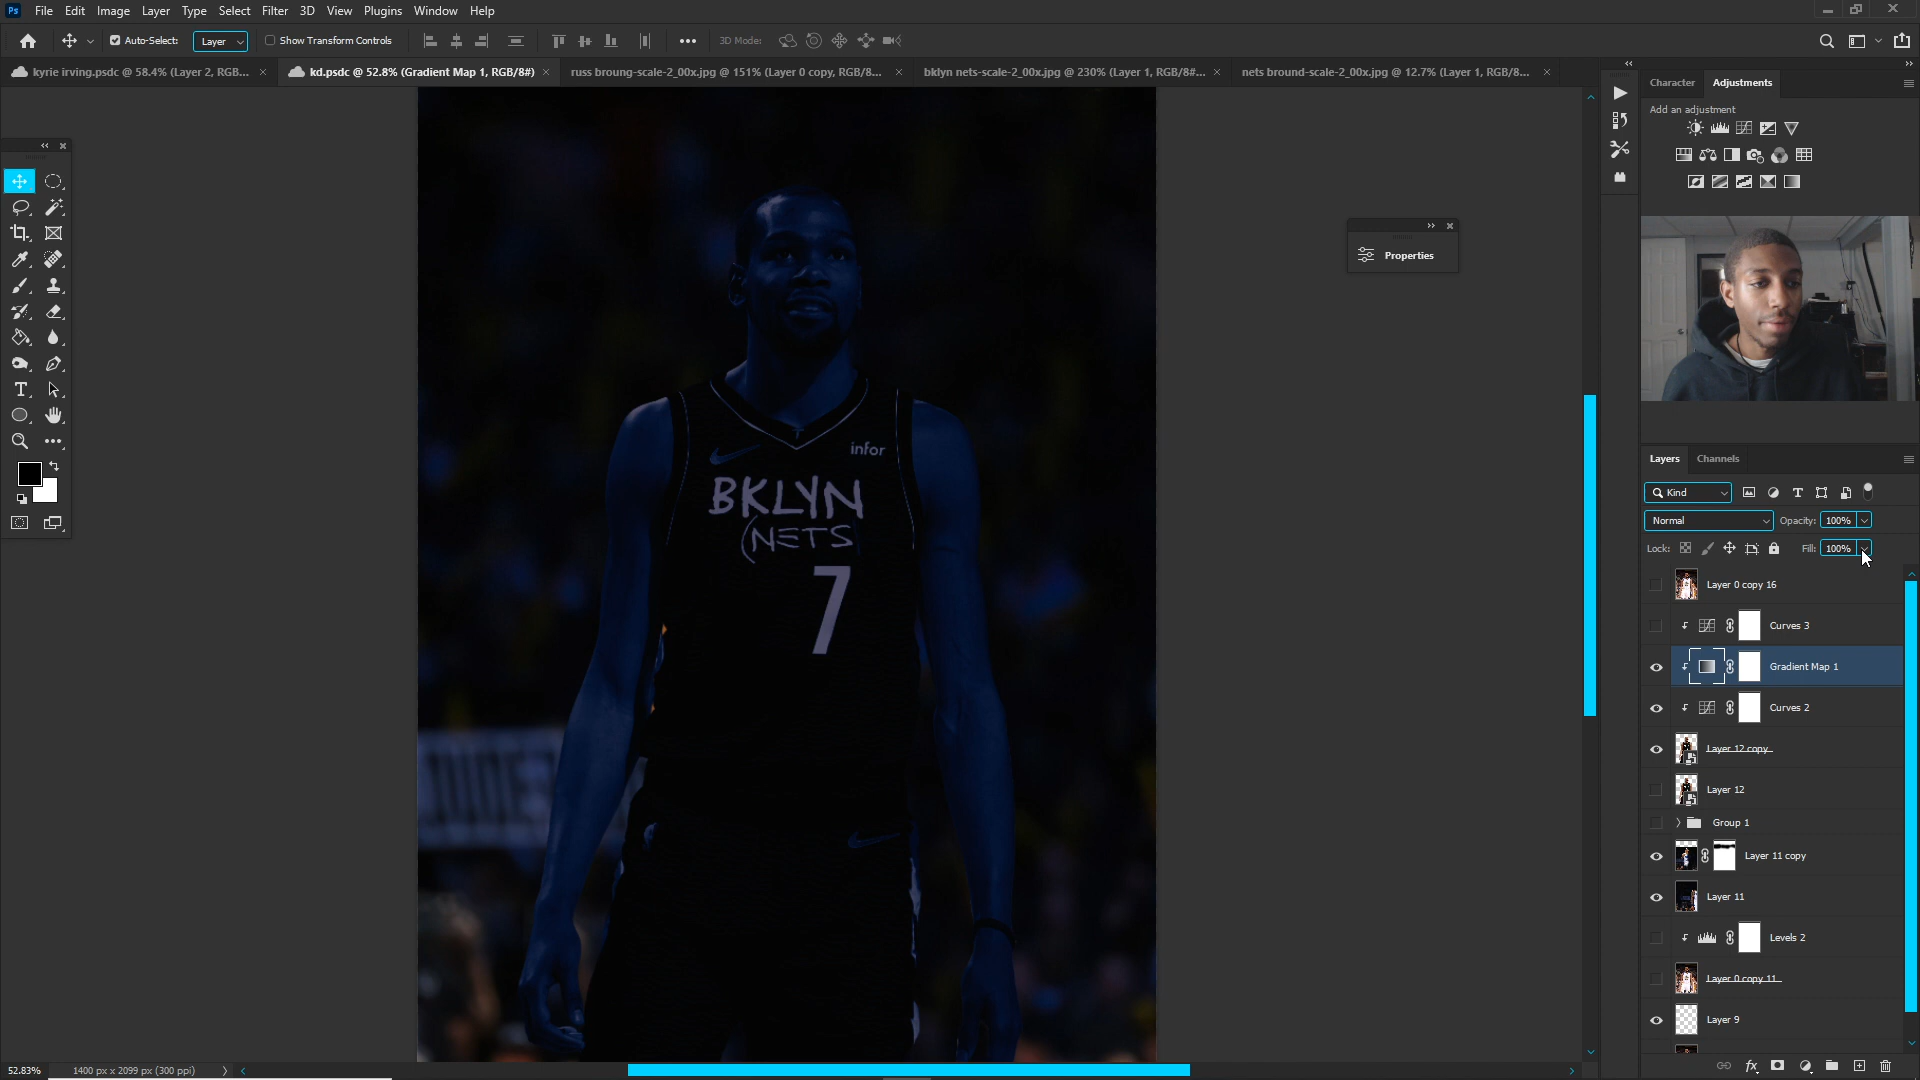 Ps File Edit Image Layer Type Select Filter 3D View Plugins Window Help
Auto-Select: Layer Show Transform Controls 3D Mode:
kyrie irving.psdc @ 58.4% (Layer 2, RGB... kd.psdc @ 52.8% (Gradient Map 1, RGB/8#) russ broung-scale-2_00x.jpg @ 151% (Layer 0 copy, RGB/8... bklyn nets-scale-2_00x.jpg @ 230% (Layer 1, RGB/8#... nets bround-scale-2_00x.jpg @ 12.7% (Layer 1, RGB/8...
Character Adjustments
Add an adjustment
Properties
infor
BKLYN
(NETS
7
Layers Channels
Kind
Normal Opacity: 100%
Lock: Fill: 100%
Layer 0 copy 16
Curves 3
Gradient Map 1
Curves 2
Layer 12 copy
Layer 12
Group 1
Layer 11 copy
Layer 11
Levels 2
Layer 0 copy 11
Layer 9
52.83% 1400 px x 2099 px (300 ppi)